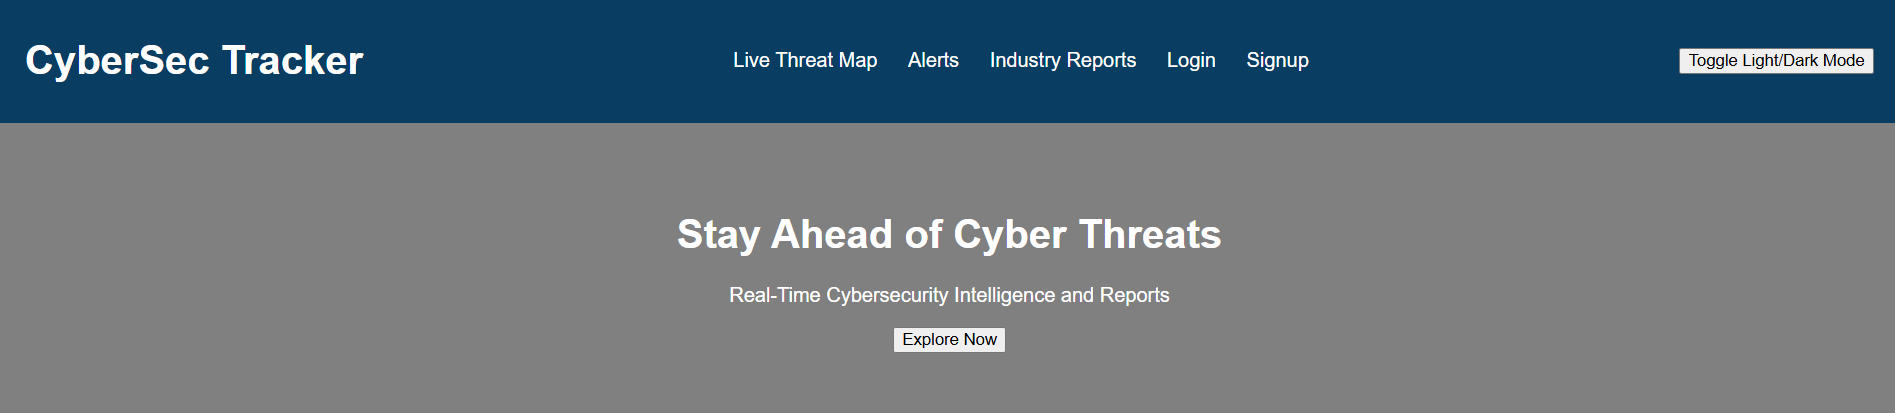 CyberSec Tracker
Live Threat Map Alerts Industry Reports Login Signup
Toggle Light/Dark Mode
Stay Ahead of Cyber Threats
Real-Time Cybersecurity Intelligence and Reports
Explore Now